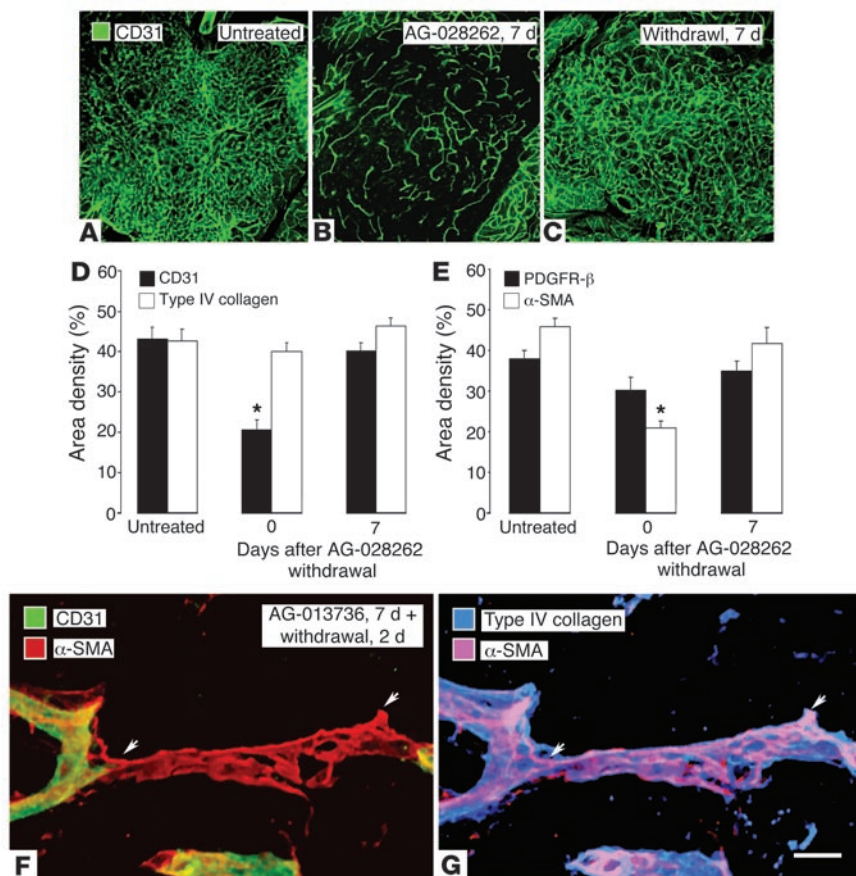 CD31
Untreated
A
AG-028262, 7 d
B
Withdrawl, 7 d
C
D
CD31
Type IV collagen
Area density (%)
60
50
40
30
20
10
0
*
Untreated
0
7
Days after AG-028262
withdrawal
E
PDGFR-β
α-SMA
Area density (%)
60
50
40
30
20
10
0
*
Untreated
0
7
Days after AG-028262
withdrawal
CD31
α-SMA
AG-013736, 7 d +
withdrawal, 2 d
F
Type IV collagen
α-SMA
G